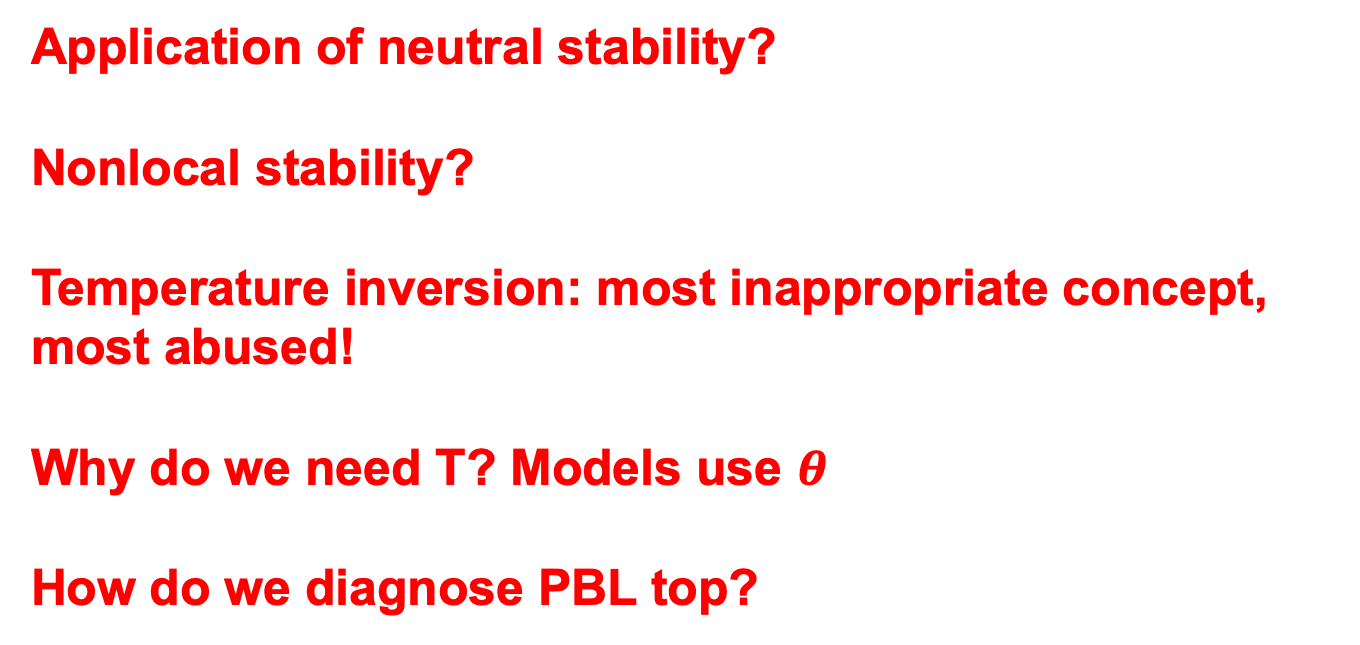 Application of neutral stability?
Nonlocal stability?
Temperature inversion: most inappropriate concept,
most abused!
Why do we need T? Models use 𝜽
How do we diagnose PBL top?